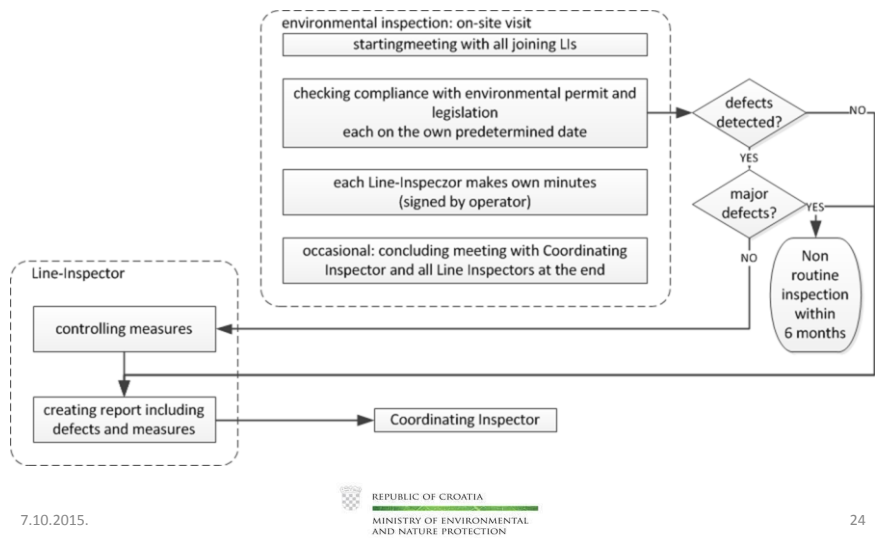 environmental inspection: on-site visit
startingmeeting with all joining LIs
checking compliance with environmental permit and
legislation
each on the own predetermined date
each Line-Inspeczor makes own minutes
(signed by operator)
occasional: concluding meeting with Coordinating
Inspector and all Line Inspectors at the end
defects
detected?
NO
YES
major
defects?
YES
NO
Non
routine
inspection
within
6 months
Line-Inspector
controlling measures
creating report including
defects and measures
Coordinating Inspector
7.10.2015.
REPUBLIC OF CROATIA
MINISTRY OF ENVIRONMENTAL
AND NATURE PROTECTION
24